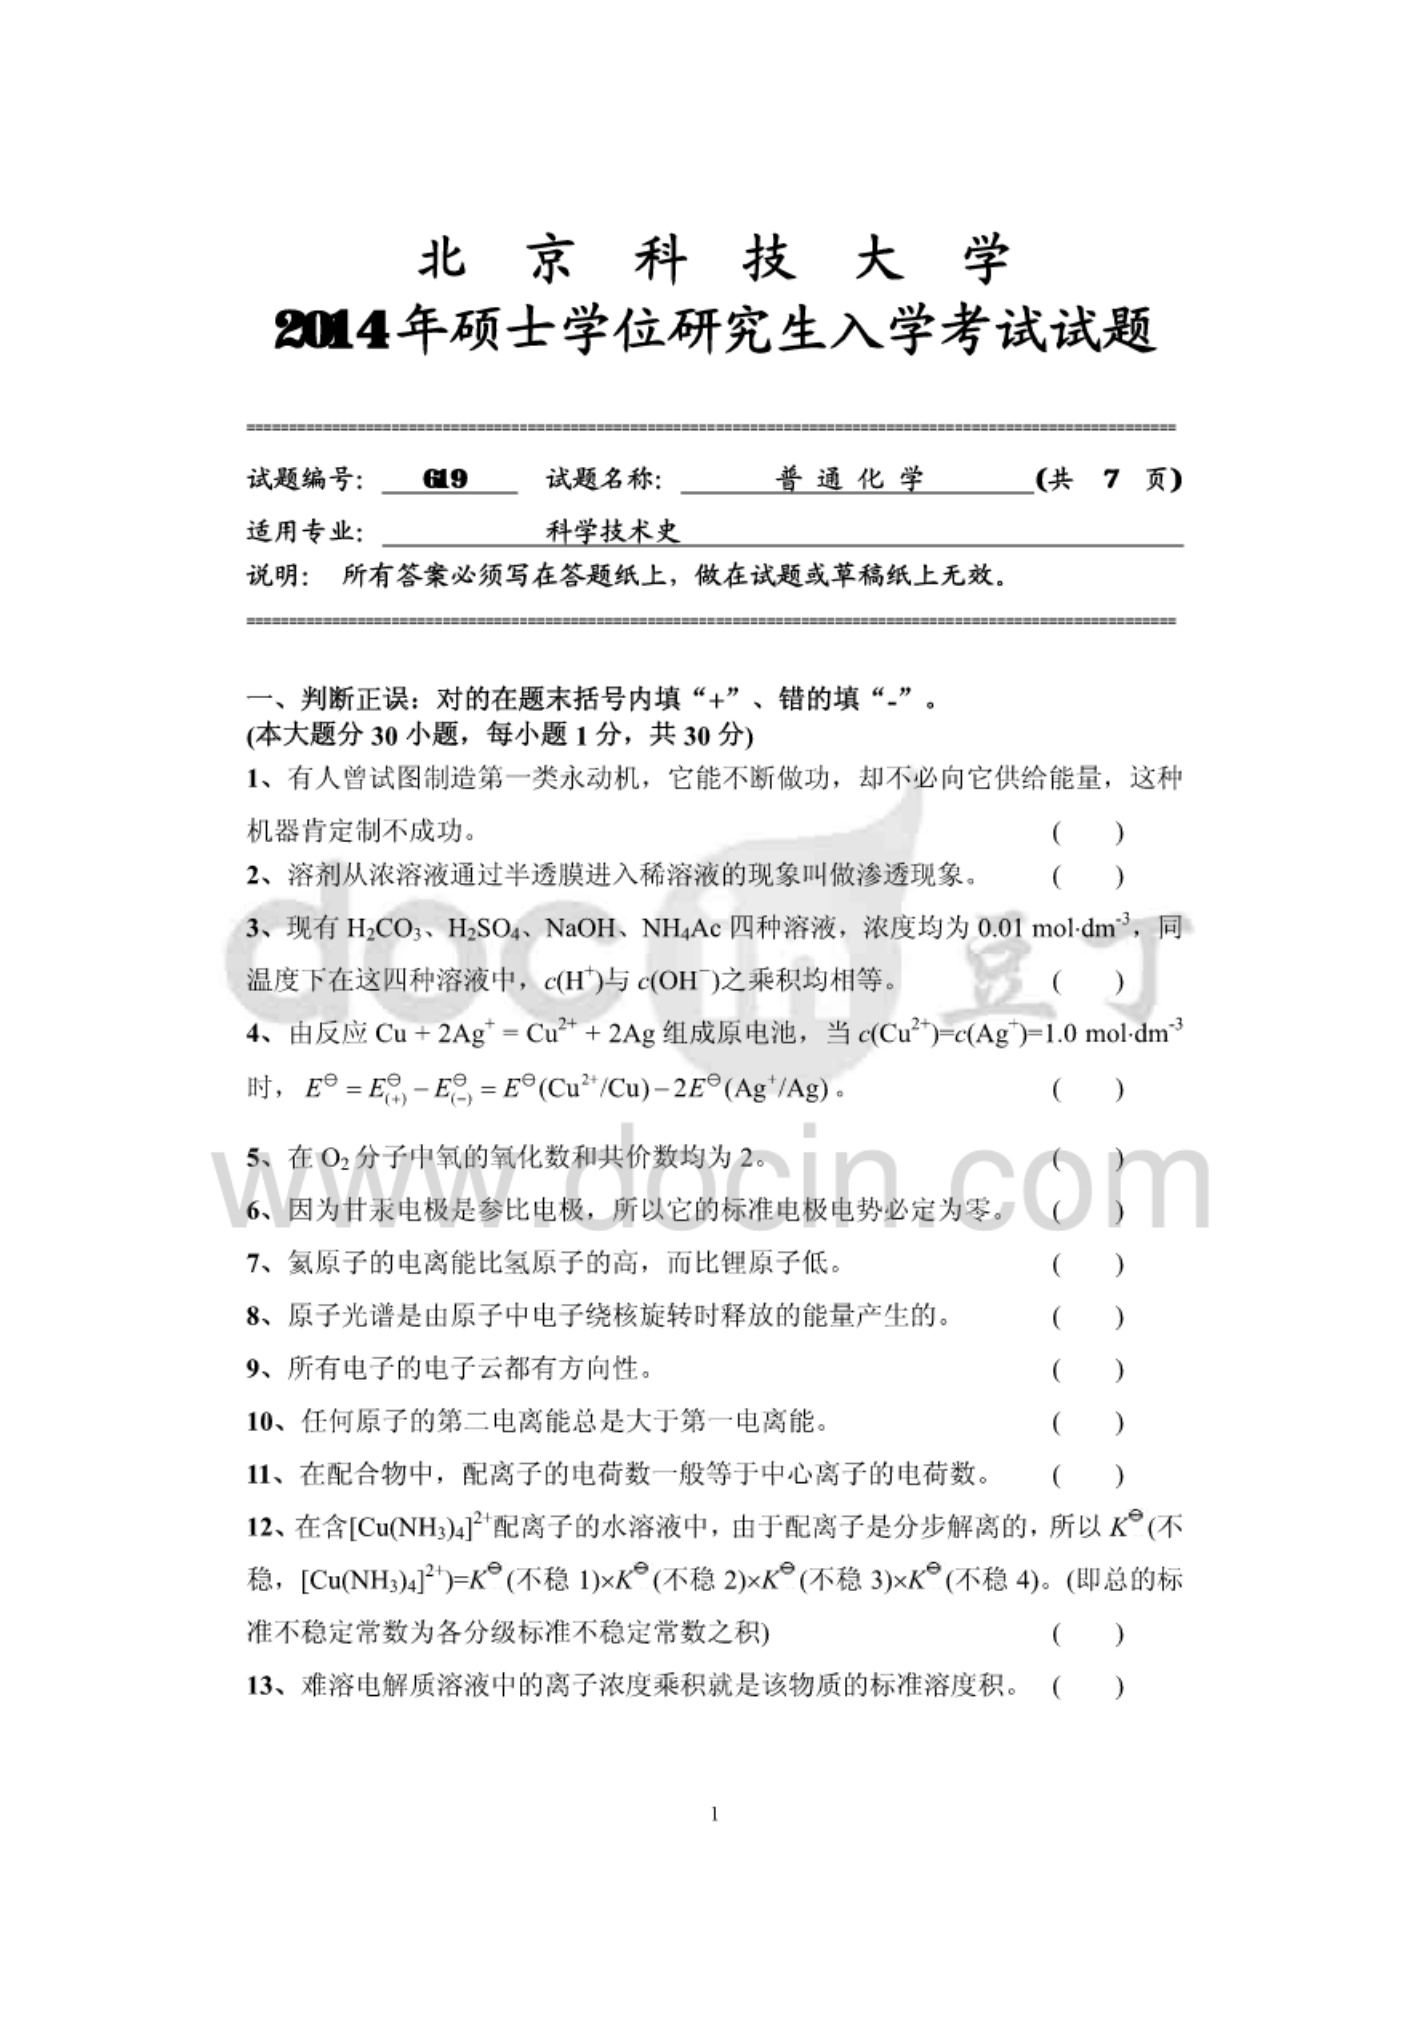 北 京 科 技 大 学
2014年硕士学位研究生入学考试试题
试题编号： 619 试题名称： 普 通 化 学 (共 7 页)
适用专业： 科学技术史
说明： 所有答案必须写在答题纸上，做在试题或草稿纸上无效。
一、判断正误：对的在题末括号内填“+”、错的填“-”。
(本大题分 30 小题，每小题 1 分，共 30 分)
1、有人曾试图制造第一类永动机，它能不断做功，却不必向它供给能量，这种
机器肯定制不成功。 ( )
2、溶剂从浓溶液通过半透膜进入稀溶液的现象叫做渗透现象。 ( )
3、现有 H₂CO₃、H₂SO₄、NaOH、NH₄Ac 四种溶液，浓度均为 0.01 mol·dm⁻³，同
温度下在这四种溶液中，c(H⁺)与 c(OH⁻)之乘积均相等。 ( )
4、由反应 Cu + 2Ag⁺ = Cu²⁺ + 2Ag 组成原电池，当 c(Cu²⁺)=c(Ag⁺)=1.0 mol·dm⁻³
时，E⊖ = E⊖(+) − E⊖(−) = E⊖(Cu²⁺/Cu) − 2E⊖(Ag⁺/Ag)。 ( )
5、在 O₂ 分子中氧的氧化数和共价数均为 2。 ( )
6、因为甘汞电极是参比电极，所以它的标准电极电势必定为零。 ( )
7、氦原子的电离能比氢原子的高，而比锂原子低。 ( )
8、原子光谱是由原子中电子绕核旋转时释放的能量产生的。 ( )
9、所有电子的电子云都有方向性。 ( )
10、任何原子的第二电离能总是大于第一电离能。 ( )
11、在配合物中，配离子的电荷数一般等于中心离子的电荷数。 ( )
12、在含[Cu(NH₃)₄]²⁺配离子的水溶液中，由于配离子是分步解离的，所以 K⊖(不
稳，[Cu(NH₃)₄]²⁺)=K⊖(不稳 1)×K⊖(不稳 2)×K⊖(不稳 3)×K⊖(不稳 4)。(即总的标
准不稳定常数为各分级标准不稳定常数之积) ( )
13、难溶电解质溶液中的离子浓度乘积就是该物质的标准溶度积。 ( )
1
docin 豆丁
www.docin.com